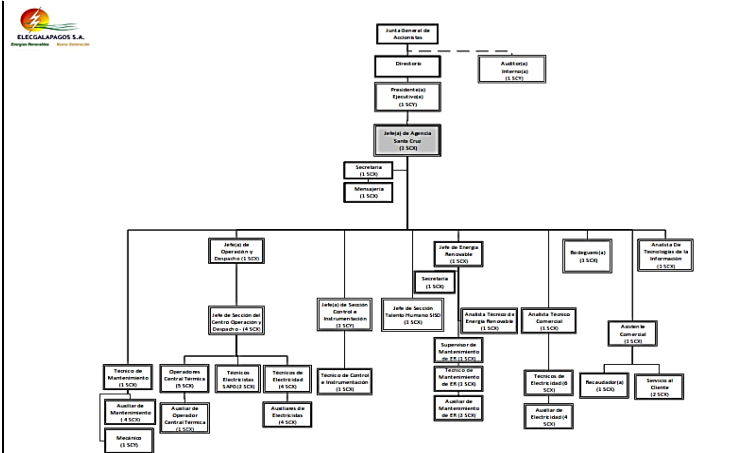 ELECGALAPAGOS S.A.
Energías Renovables Nueva Generación
Junta General de
Accionistas
Directorio
Auditor(a)
Interno(a)
(1 SCY)
Presidente(a)
Ejecutivo(a)
(1 SCY)
Jefe(a) de Agencia
Santa Cruz
(1 SCX)
Secretaria
(1 SCX)
Mensajería
(1 SCX)
Jefe(a) de
Operación y
Despacho (1 SCX)
Jefe de Energía
Renovable
(1 SCX)
Bodeguero(a)
(1 SCX)
Analista De
Tecnologías de la
Información
(1 SCX)
Secretaria
(1 SCX)
Jefe de Sección del
Centro Operación y
Despacho - (4 SCX)
Jefe(a) de Sección
Control e
Instrumentación
(1 SCY)
Jefe de Sección
Talento Humano SISO
(1 SCX)
Analista Técnico de
Energía Renovable
(1 SCX)
Analista Técnico
Comercial
(1 SCX)
Asistente
Comercial
(1 SCX)
Supervisor de
Mantenimiento
de ER (1 SCX)
Técnico de
Mantenimiento
(1 SCX)
Operadores
Central Térmica
(5 SCX)
Técnicos
Electricistas
SAPG (2 SCX)
Técnicos de
Electricidad
(4 SCX)
Técnico de Control
e Instrumentación
(1 SCX)
Técnico de
Mantenimiento
de ER (3 SCX)
Técnicos de
Electricidad (6
SCX)
Recaudador(a)
(1 SCX)
Servicio al
Cliente
(2 SCX)
Auxiliar de
Mantenimiento
(4 SCX)
Auxiliar de
Operador
Central Térmica
(1 SCX)
Auxiliares de
Electricistas
(4 SCX)
Auxiliar de
Mantenimiento
de ER (2 SCX)
Auxiliar de
Electricidad (4
SCX)
Mecánico
(1 SCY)